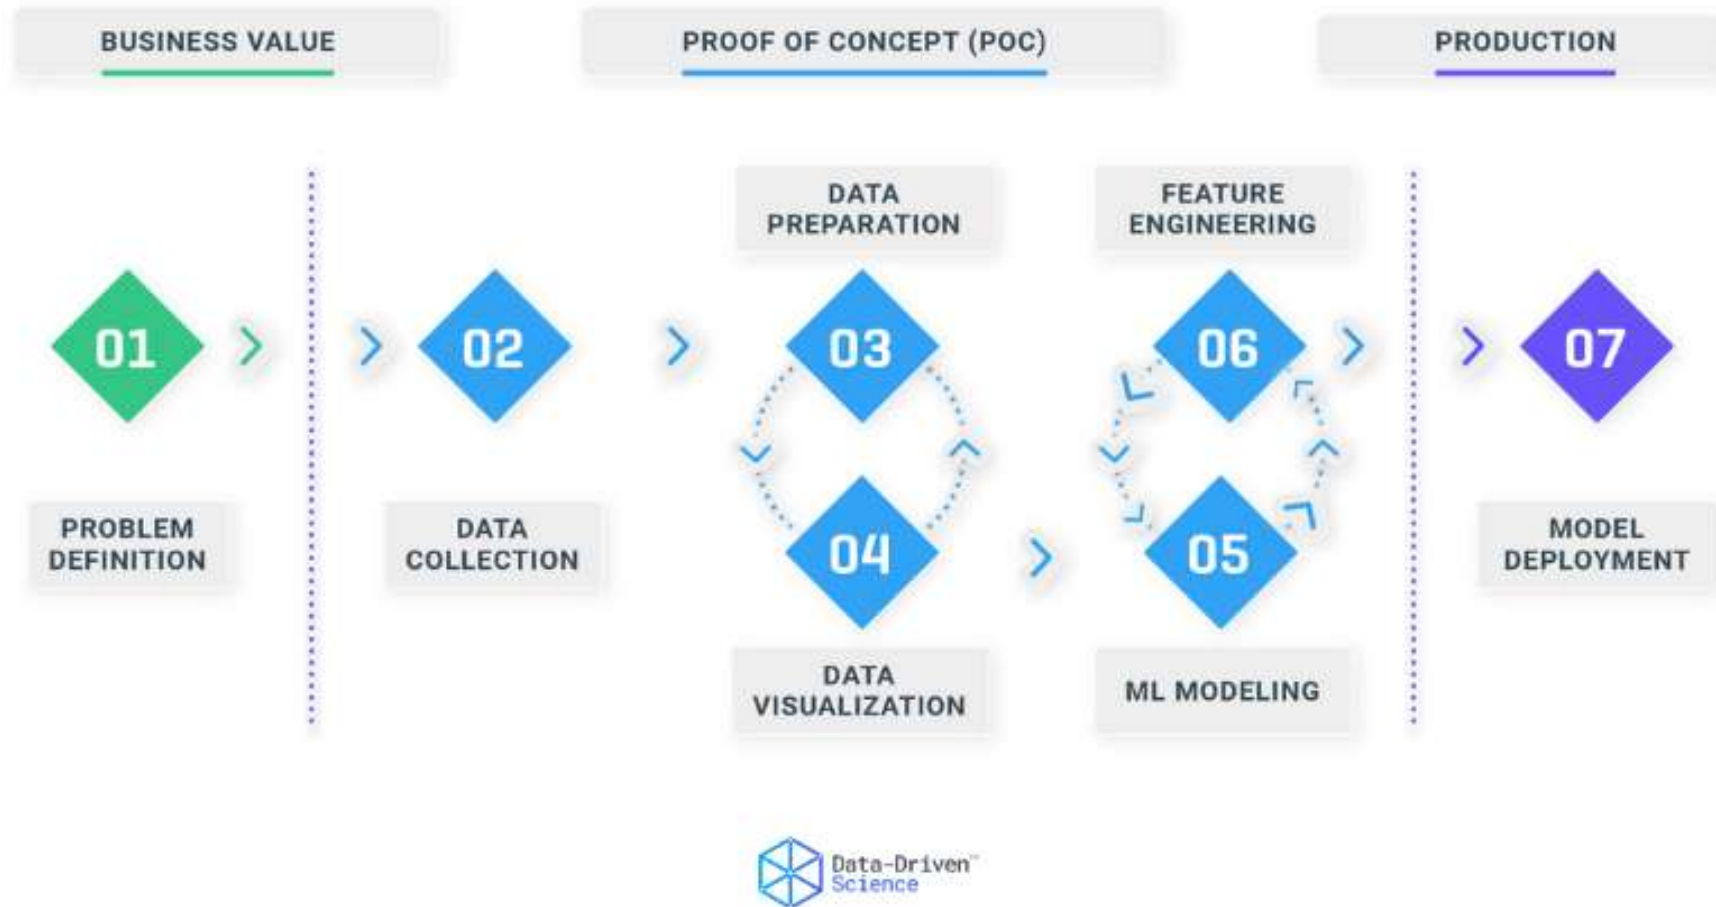 BUSINESS VALUE
PROOF OF CONCEPT (POC)
PRODUCTION
DATA
PREPARATION
FEATURE
ENGINEERING
01
02
03
06
07
04
05
PROBLEM
DEFINITION
DATA
COLLECTION
MODEL
DEPLOYMENT
DATA
VISUALIZATION
ML MODELING
Data-Driven™
Science